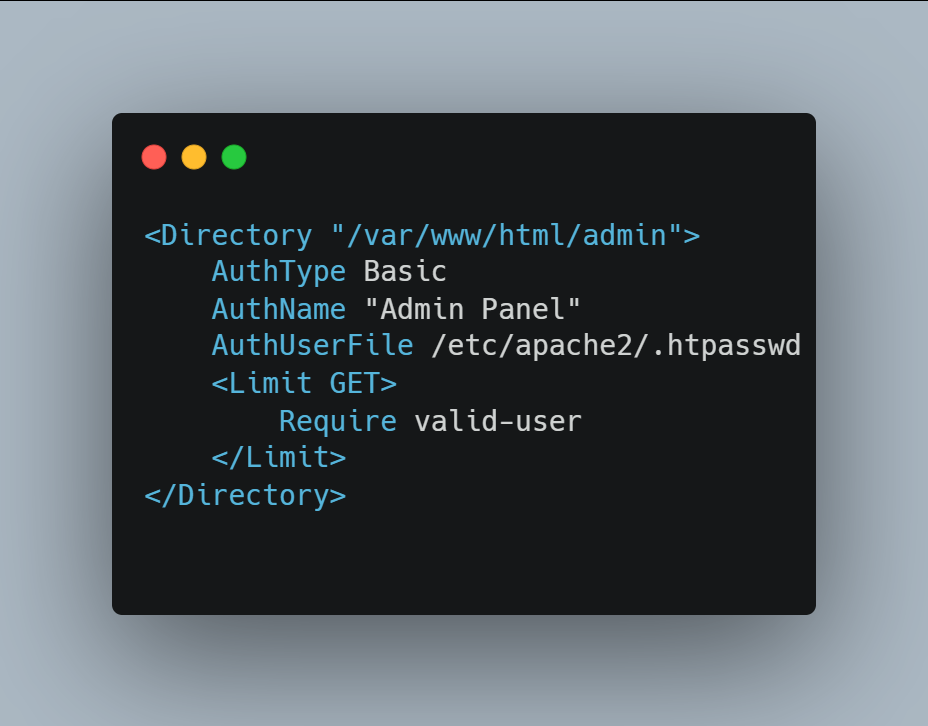 <Directory "/var/www/html/admin">
    AuthType Basic
    AuthName "Admin Panel"
    AuthUserFile /etc/apache2/.htpasswd
    <Limit GET>
        Require valid-user
    </Limit>
</Directory>